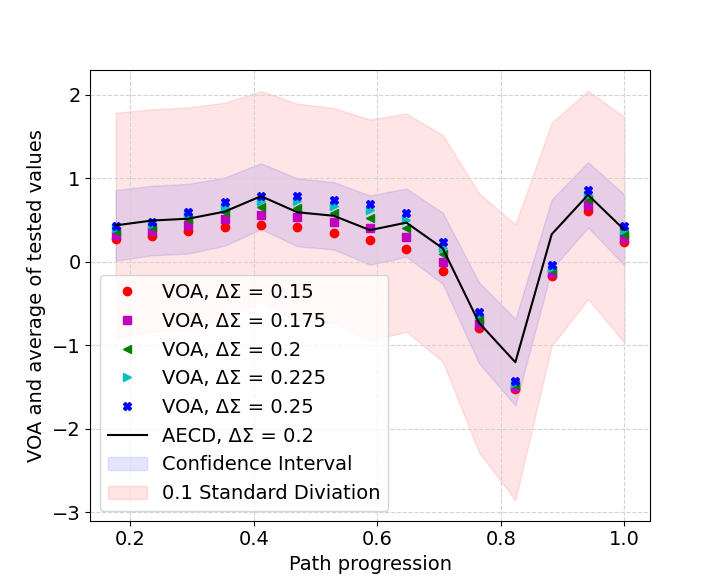 VOA and average of tested values
2
1
0
−1
−2
−3
VOA, ΔΣ = 0.15
VOA, ΔΣ = 0.175
VOA, ΔΣ = 0.2
VOA, ΔΣ = 0.225
VOA, ΔΣ = 0.25
AECD, ΔΣ = 0.2
Confidence Interval
0.1 Standard Diviation
0.2 0.4 0.6 0.8 1.0
Path progression